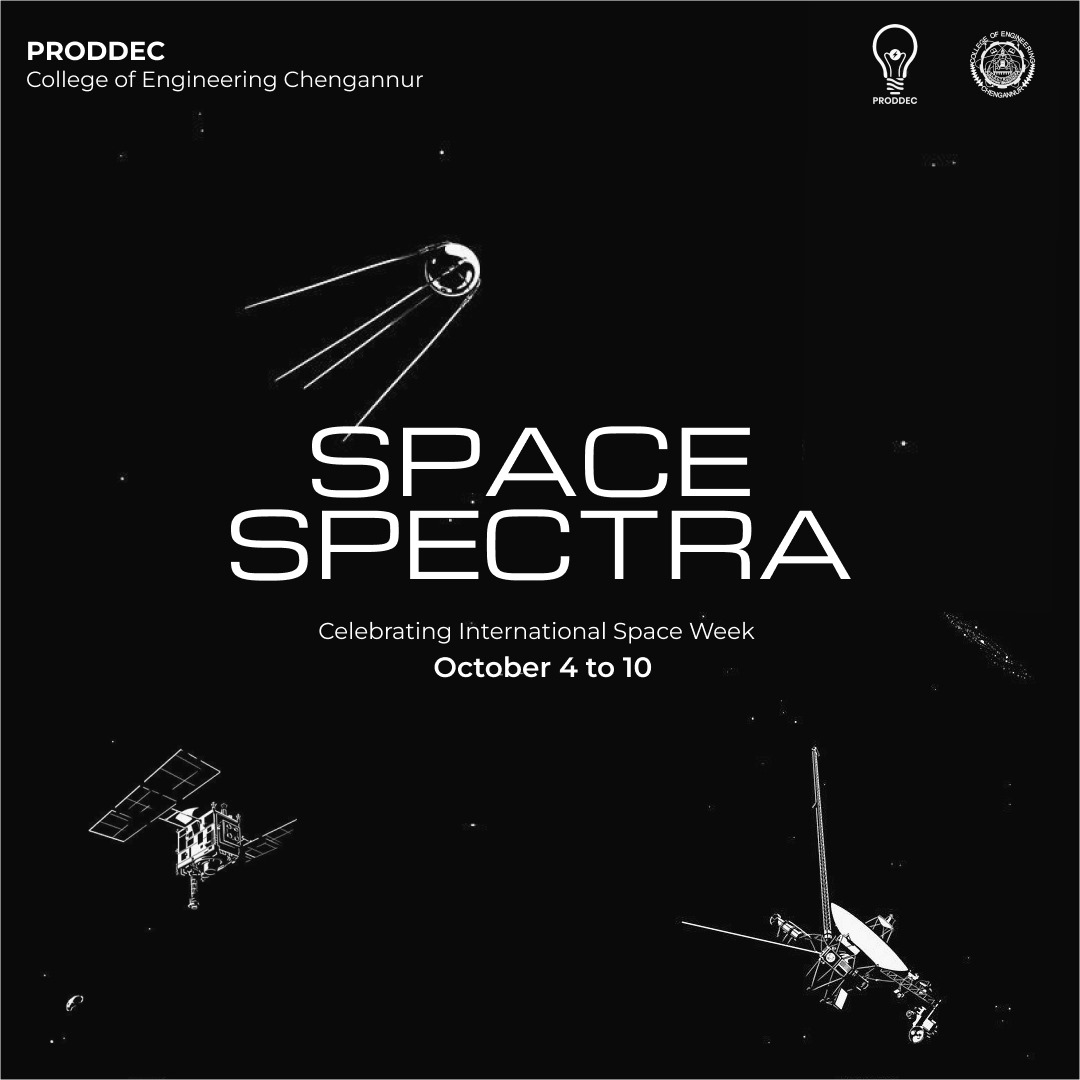 PRODDEC
College of Engineering Chengannur
PRODDEC
COLLEGE OF ENGINEERING
CHENGANNUR
SPACE
SPECTRA
Celebrating International Space Week
October 4 to 10